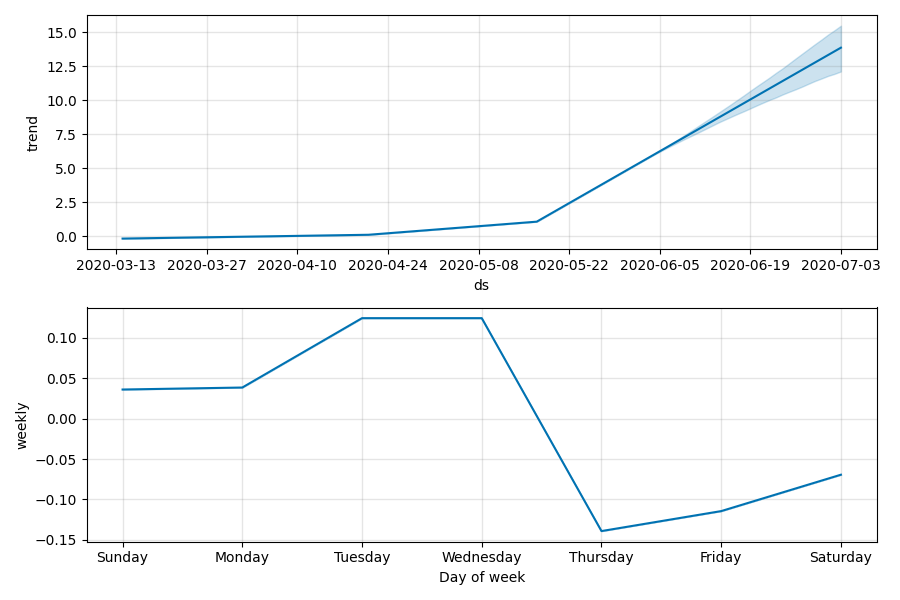 15.0
12.5
10.0
7.5
5.0
2.5
0.0
trend
2020-03-13 2020-03-27 2020-04-10 2020-04-24 2020-05-08 2020-05-22 2020-06-05 2020-06-19 2020-07-03
ds
0.10
0.05
0.00
−0.05
−0.10
−0.15
weekly
Sunday Monday Tuesday Wednesday Thursday Friday Saturday
Day of week